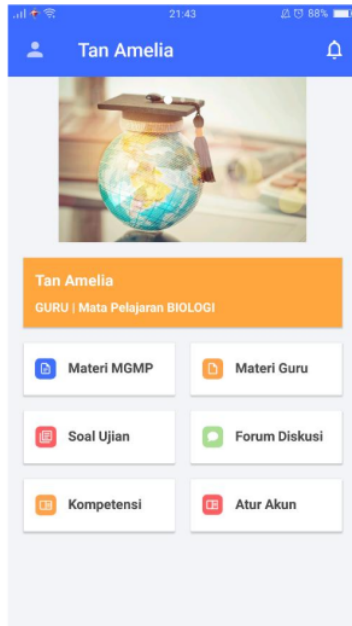 21:43
88%
Tan Amelia
Tan Amelia
GURU | Mata Pelajaran BIOLOGI
Materi MGMP
Materi Guru
Soal Ujian
Forum Diskusi
Kompetensi
Atur Akun